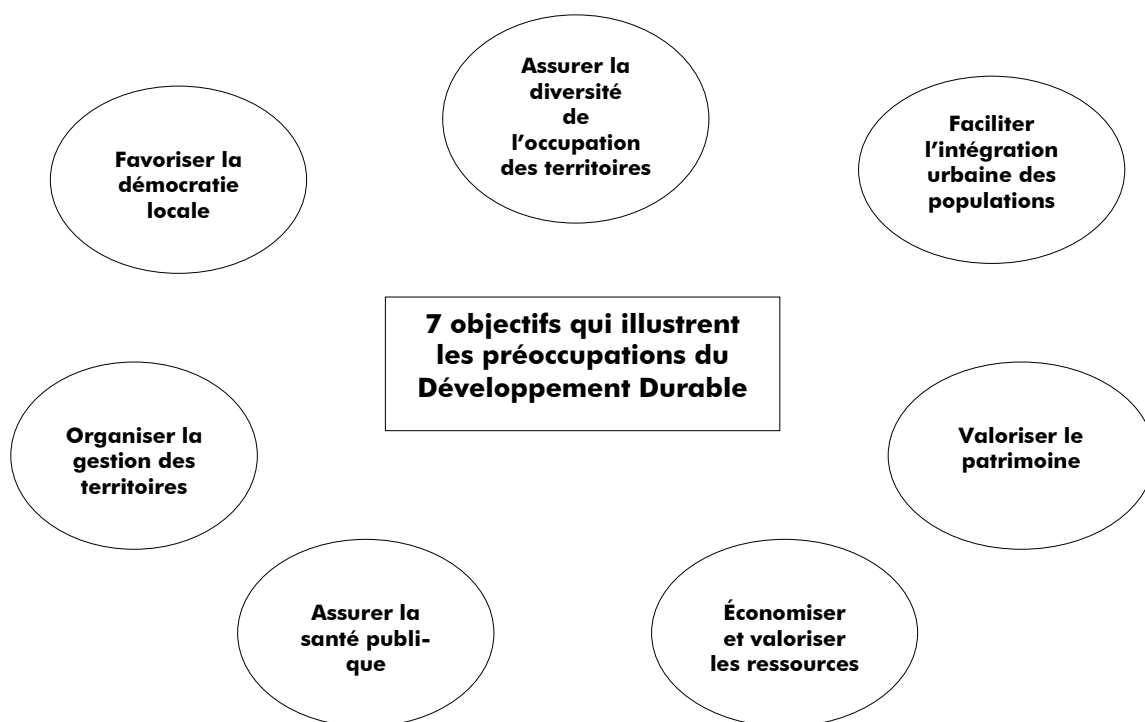 Assurer la
diversité
de
l'occupation
des territoires
Faciliter
l'intégration
urbaine des
populations
Favoriser la
démocratie
locale
7 objectifs qui illustrent
les préoccupations du
Développement Durable
Organiser la
gestion des
territoires
Valoriser le
patrimoine
Assurer la
santé publi-
que
Économiser
et valoriser
les ressources